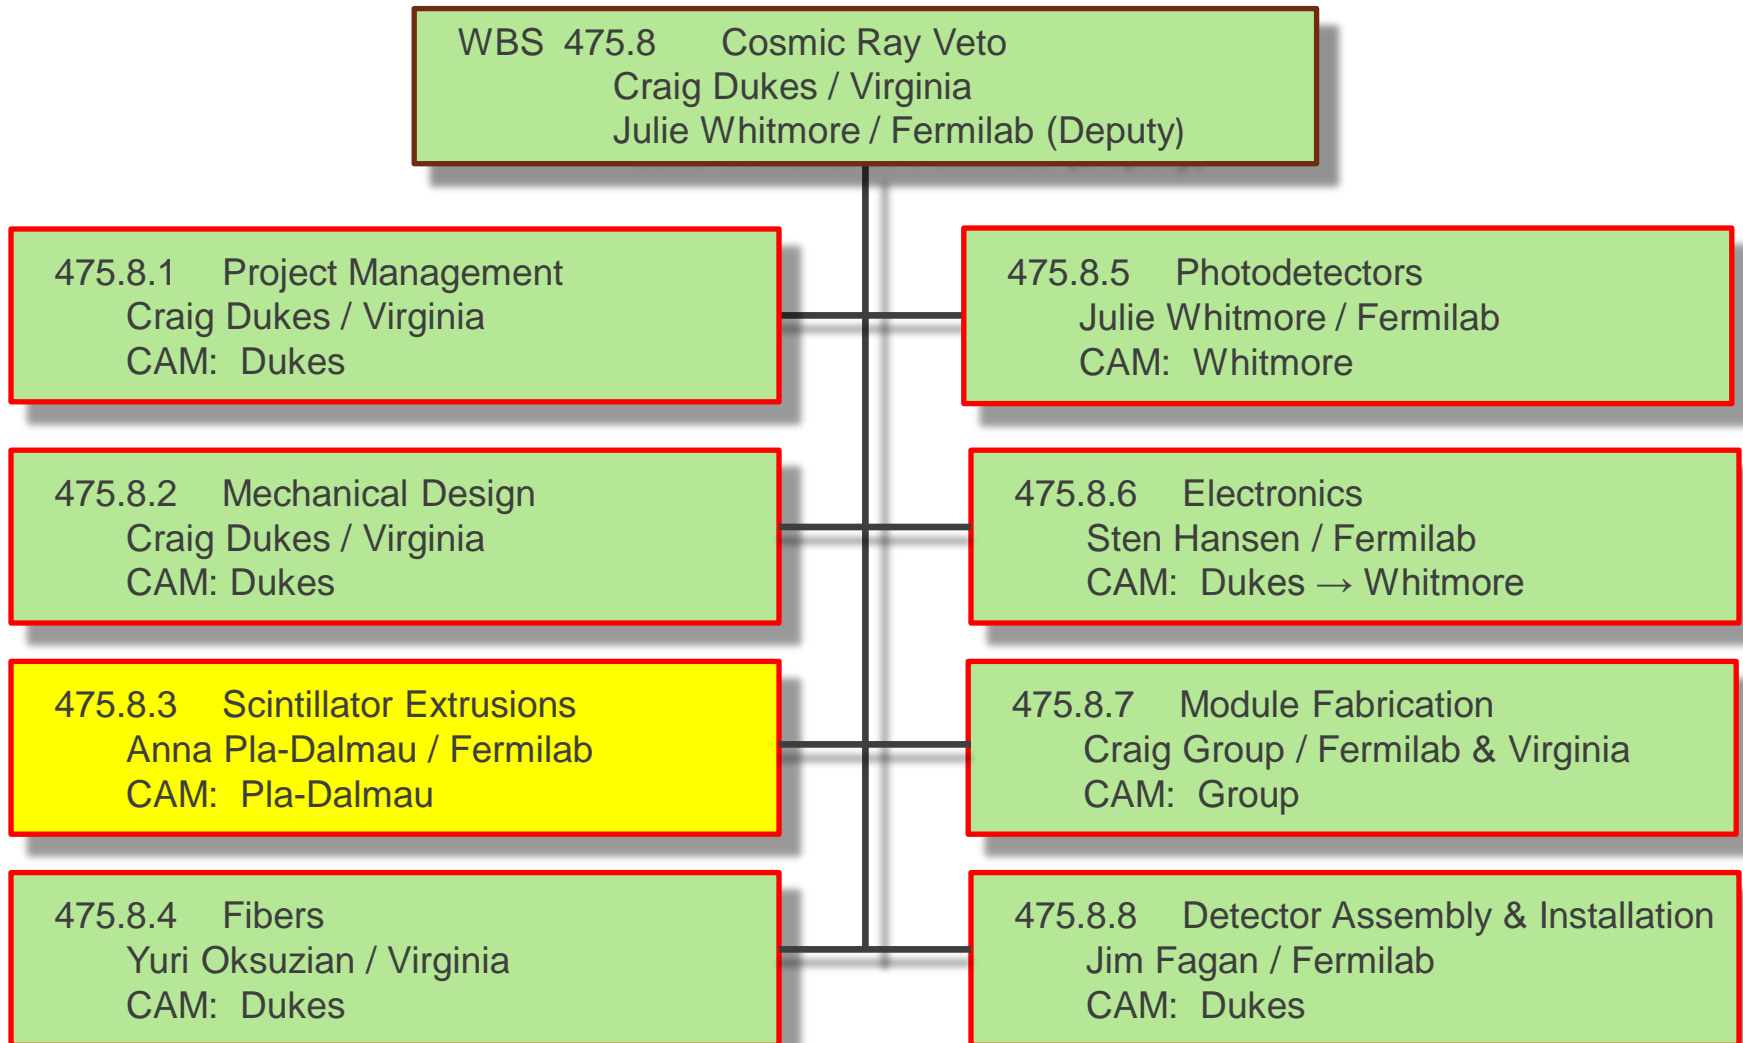 WBS 475.8 Cosmic Ray Veto
Craig Dukes / Virginia
Julie Whitmore / Fermilab (Deputy)
475.8.1 Project Management
Craig Dukes / Virginia
CAM: Dukes
475.8.2 Mechanical Design
Craig Dukes / Virginia
CAM: Dukes
475.8.3 Scintillator Extrusions
Anna Pla-Dalmau / Fermilab
CAM: Pla-Dalmau
475.8.4 Fibers
Yuri Oksuzian / Virginia
CAM: Dukes
475.8.5 Photodetectors
Julie Whitmore / Fermilab
CAM: Whitmore
475.8.6 Electronics
Sten Hansen / Fermilab
CAM: Dukes → Whitmore
475.8.7 Module Fabrication
Craig Group / Fermilab & Virginia
CAM: Group
475.8.8 Detector Assembly & Installation
Jim Fagan / Fermilab
CAM: Dukes